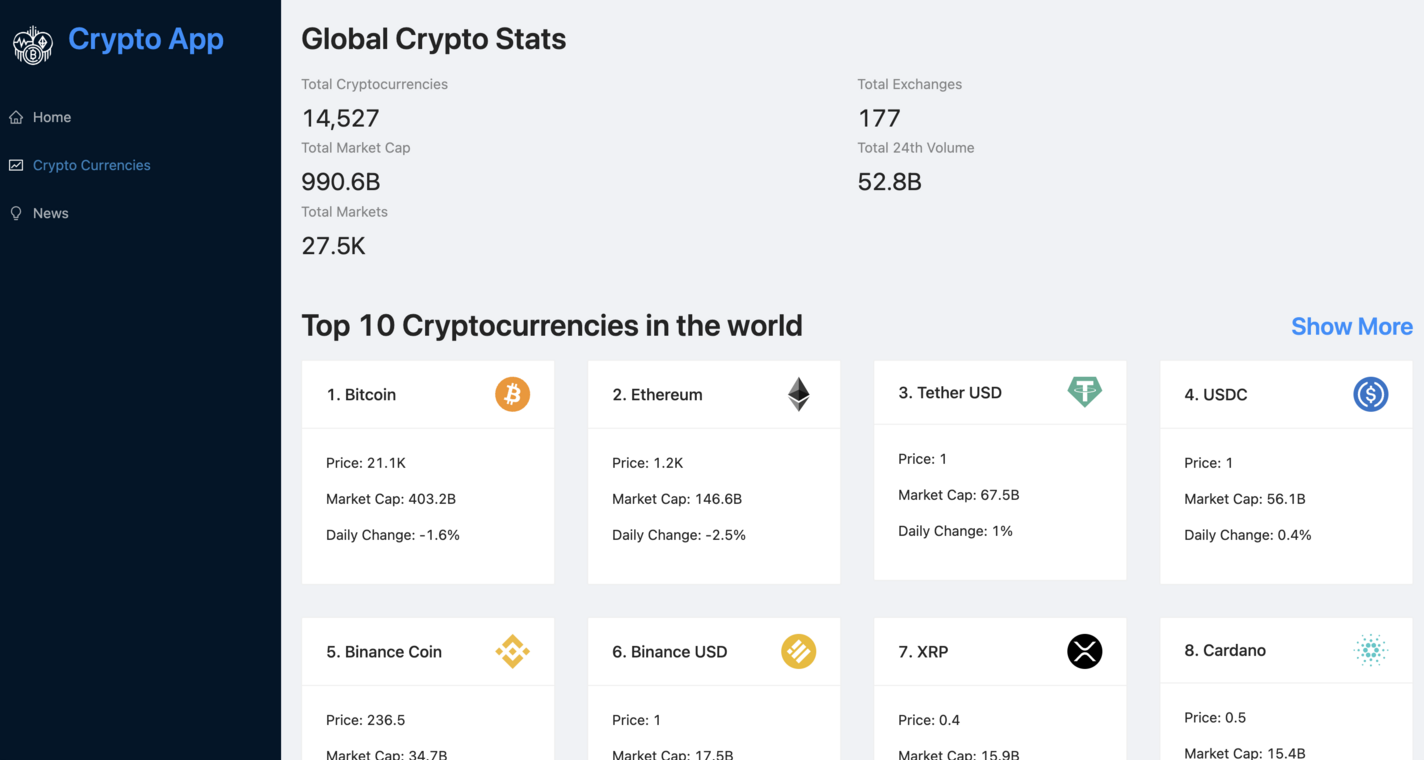 Crypto App
Home
Crypto Currencies
News
Global Crypto Stats
Total Cryptocurrencies
14,527
Total Exchanges
177
Total Market Cap
990.6B
Total 24th Volume
52.8B
Total Markets
27.5K
Top 10 Cryptocurrencies in the world
Show More
1. Bitcoin
Price: 21.1K
Market Cap: 403.2B
Daily Change: -1.6%
2. Ethereum
Price: 1.2K
Market Cap: 146.6B
Daily Change: -2.5%
3. Tether USD
Price: 1
Market Cap: 67.5B
Daily Change: 1%
4. USDC
Price: 1
Market Cap: 56.1B
Daily Change: 0.4%
5. Binance Coin
Price: 236.5
Market Cap: 34.7B
6. Binance USD
Price: 1
Market Cap: 17.5B
7. XRP
Price: 0.4
Market Cap: 15.9B
8. Cardano
Price: 0.5
Market Cap: 15.4B